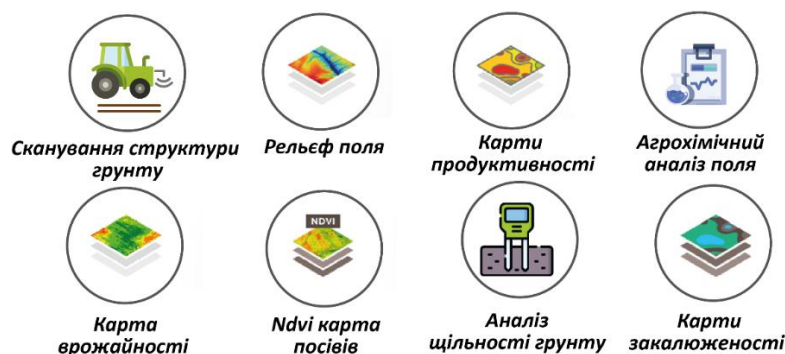 Сканування структури
грунту
Рельєф поля
Карти
продуктивності
Агрохімічний
аналіз поля
NDVI
Карта
врожайності
Ndvi карта
посівів
Аналіз
щільності грунту
Карти
закалюженості